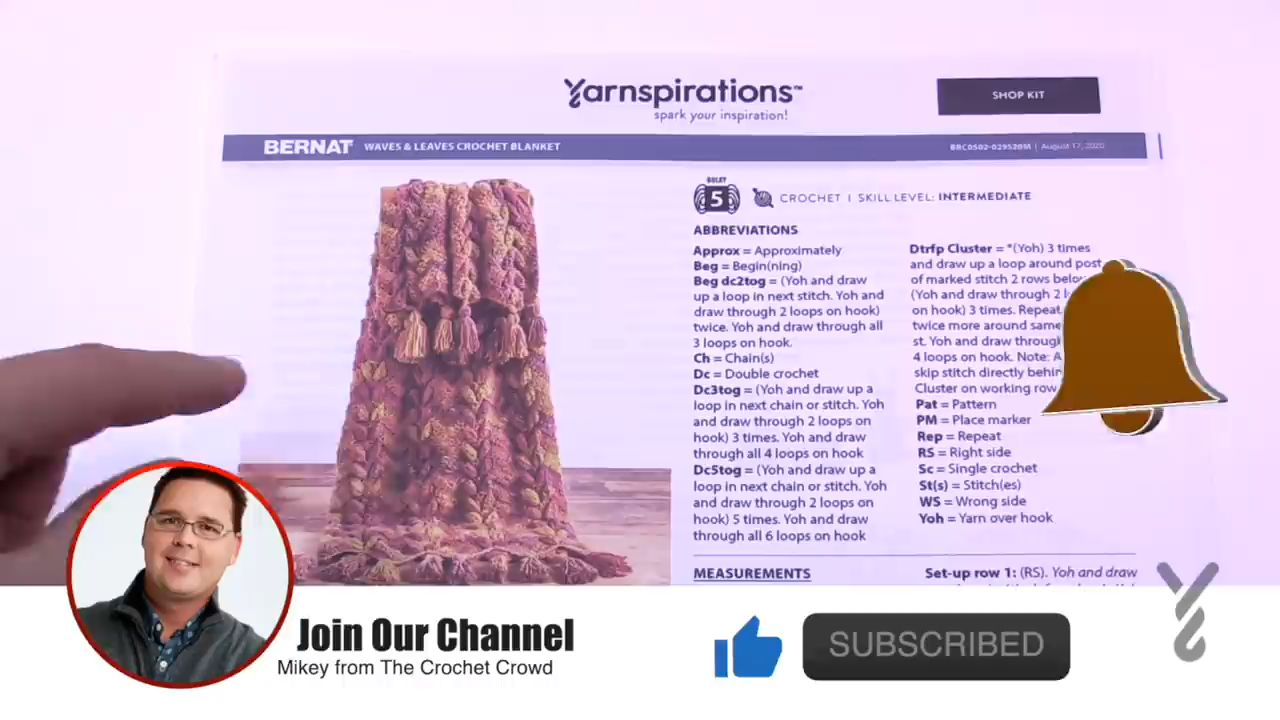 Yarnspirations™
spark your inspiration!
SHOP KIT
BERNAT WAVES & LEAVES CROCHET BLANKET
BRC0502-029520M | August 17, 2020
BULKY
5
CROCHET | SKILL LEVEL: INTERMEDIATE
ABBREVIATIONS
Approx = Approximately
Beg = Begin(ning)
Beg dc2tog = (Yoh and draw
up a loop in next stitch. Yoh and
draw through 2 loops on hook)
twice. Yoh and draw through all
3 loops on hook.
Ch = Chain(s)
Dc = Double crochet
Dc3tog = (Yoh and draw up a
loop in next chain or stitch. Yoh
and draw through 2 loops on
hook) 3 times. Yoh and draw
through all 4 loops on hook
Dc5tog = (Yoh and draw up a
loop in next chain or stitch. Yoh
and draw through 2 loops on
hook) 5 times. Yoh and draw
through all 6 loops on hook
Dtrfp Cluster = *(Yoh) 3 times
and draw up a loop around post
of marked stitch 2 rows below
(Yoh and draw through 2
on hook) 3 times. Repeat
twice more around same
st. Yoh and draw through
4 loops on hook. Note:
skip stitch directly behin
Cluster on working row
Pat = Pattern
PM = Place marker
Rep = Repeat
RS = Right side
Sc = Single crochet
St(s) = Stitch(es)
WS = Wrong side
Yoh = Yarn over hook
MEASUREMENTS
Set-up row 1: (RS). Yoh and draw
Join Our Channel
Mikey from The Crochet Crowd
SUBSCRIBED